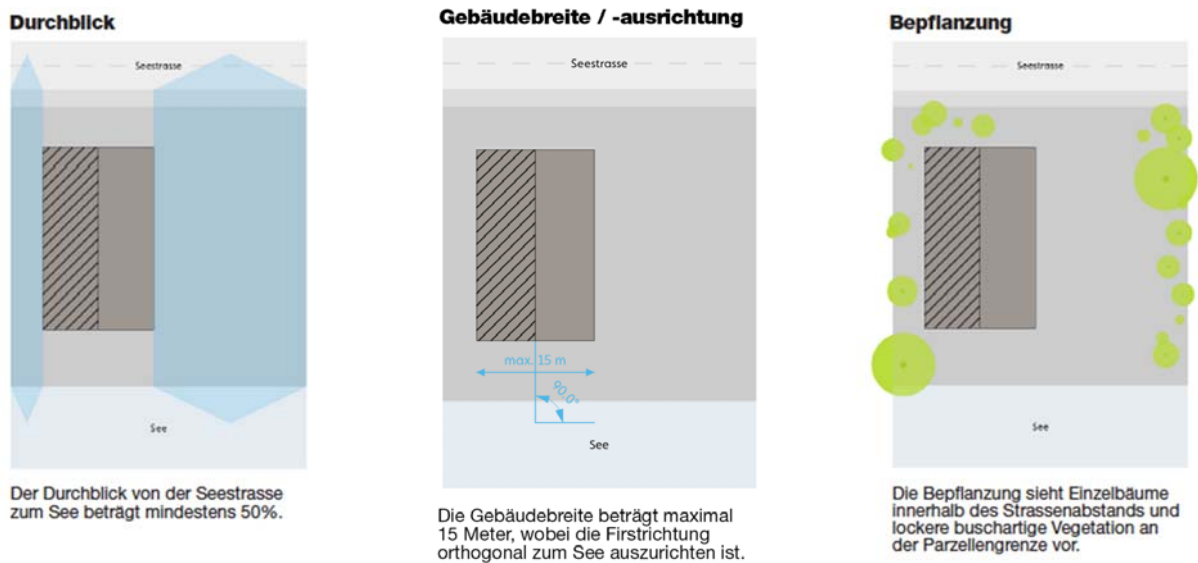 Durchblick
Seestrasse
See
Der Durchblick von der Seestrasse
zum See beträgt mindestens 50%.
Gebäudebreite / -ausrichtung
Seestrasse
max. 15 m
90,0°
See
Die Gebäudebreite beträgt maximal
15 Meter, wobei die Firstrichtung
orthogonal zum See auszurichten ist.
Bepflanzung
Seestrasse
See
Die Bepflanzung sieht Einzelbäume
innerhalb des Strassenabstands und
lockere buschartige Vegetation an
der Parzellengrenze vor.